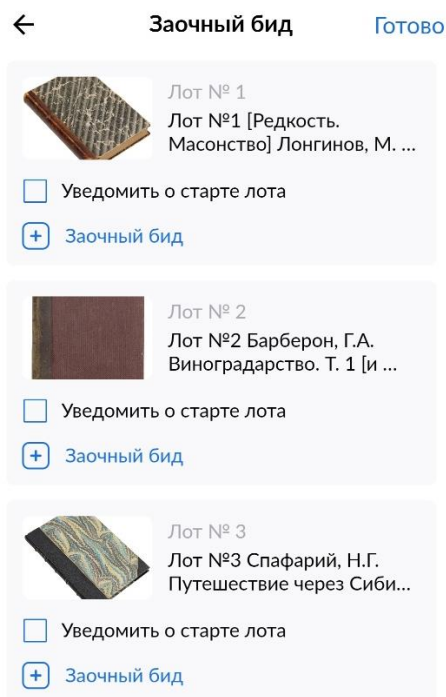 Заочный бид
Готово
Лот № 1
Лот №1 [Редкость.
Масонство] Лонгинов, М. ...
Уведомить о старте лота
Заочный бид
Лот № 2
Лот №2 Барберон, Г.А.
Виноградарство. Т. 1 [и ...
Уведомить о старте лота
Заочный бид
Лот № 3
Лот №3 Спафарий, Н.Г.
Путешествие через Сиби...
Уведомить о старте лота
Заочный бид